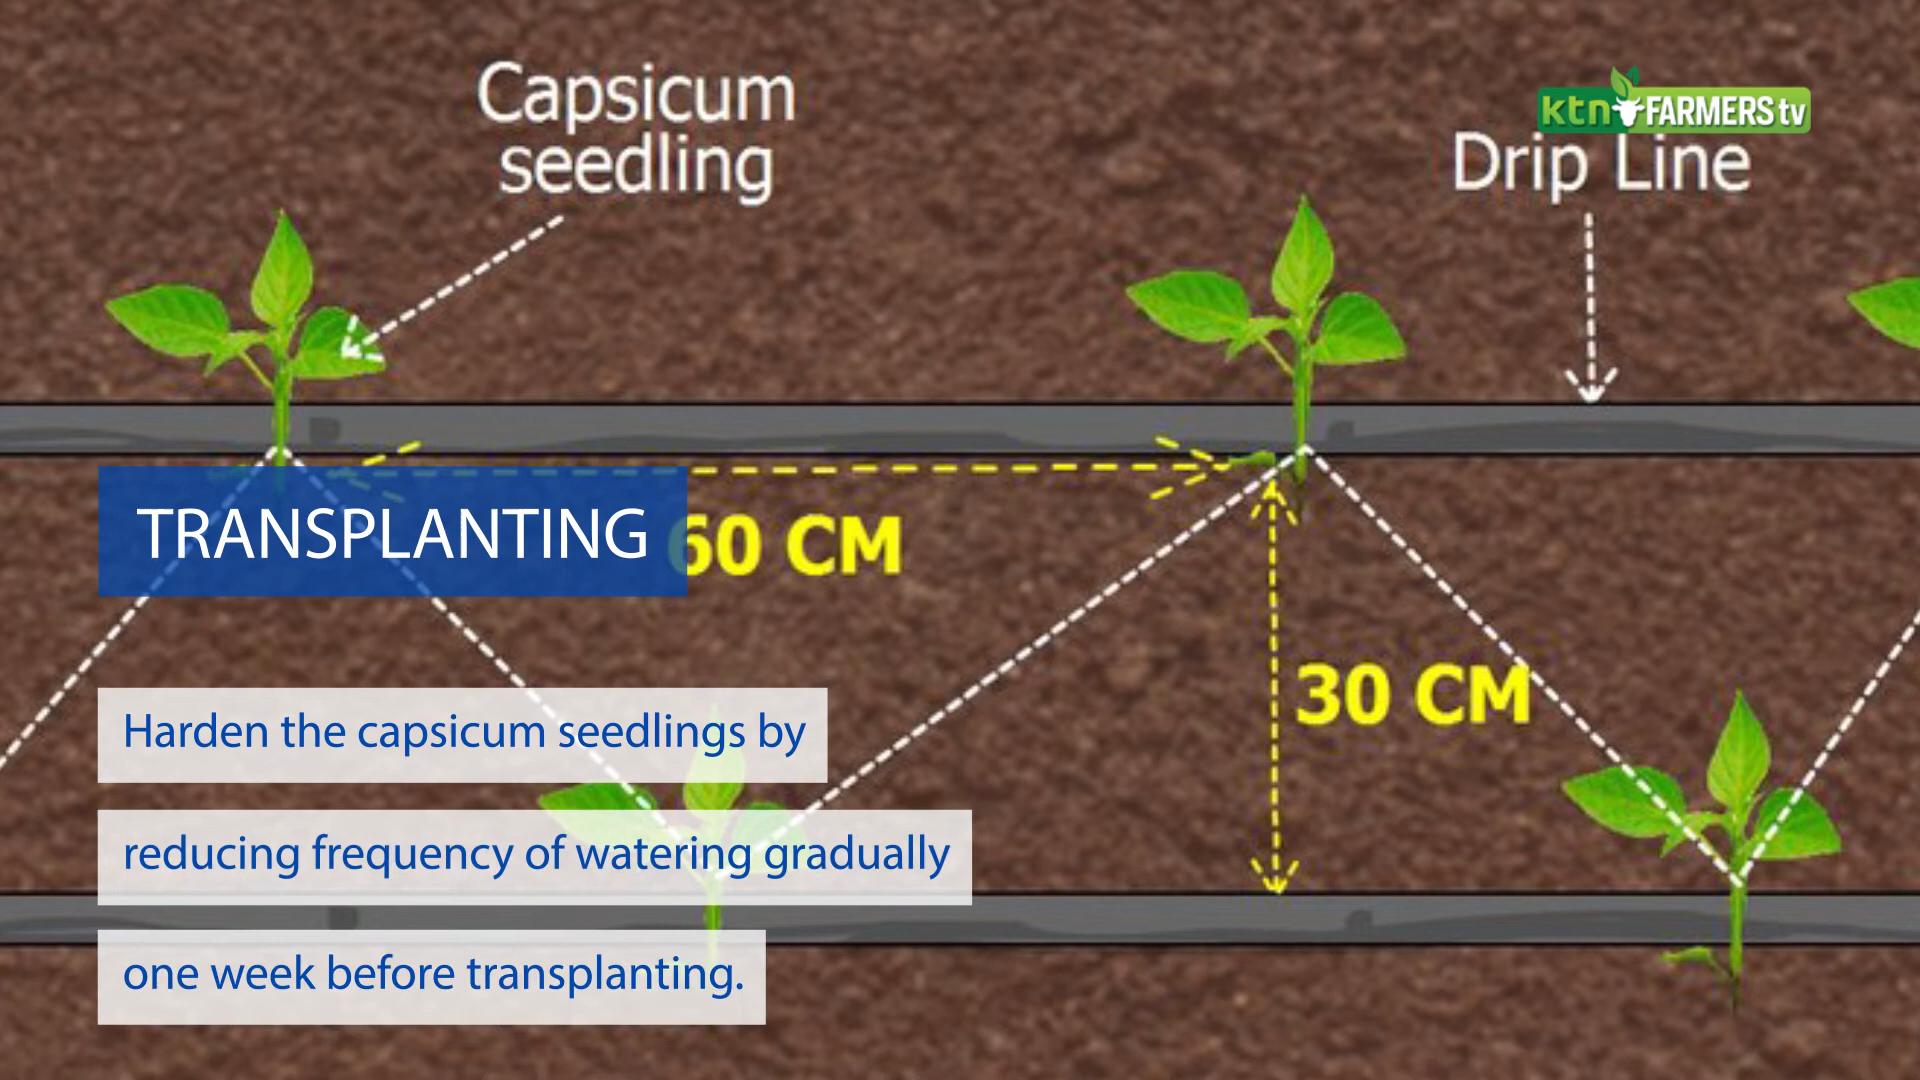 Capsicum
seedling
ktn FARMERS tv
Drip Line
TRANSPLANTING
60 CM
30 CM
Harden the capsicum seedlings by
reducing frequency of watering gradually
one week before transplanting.